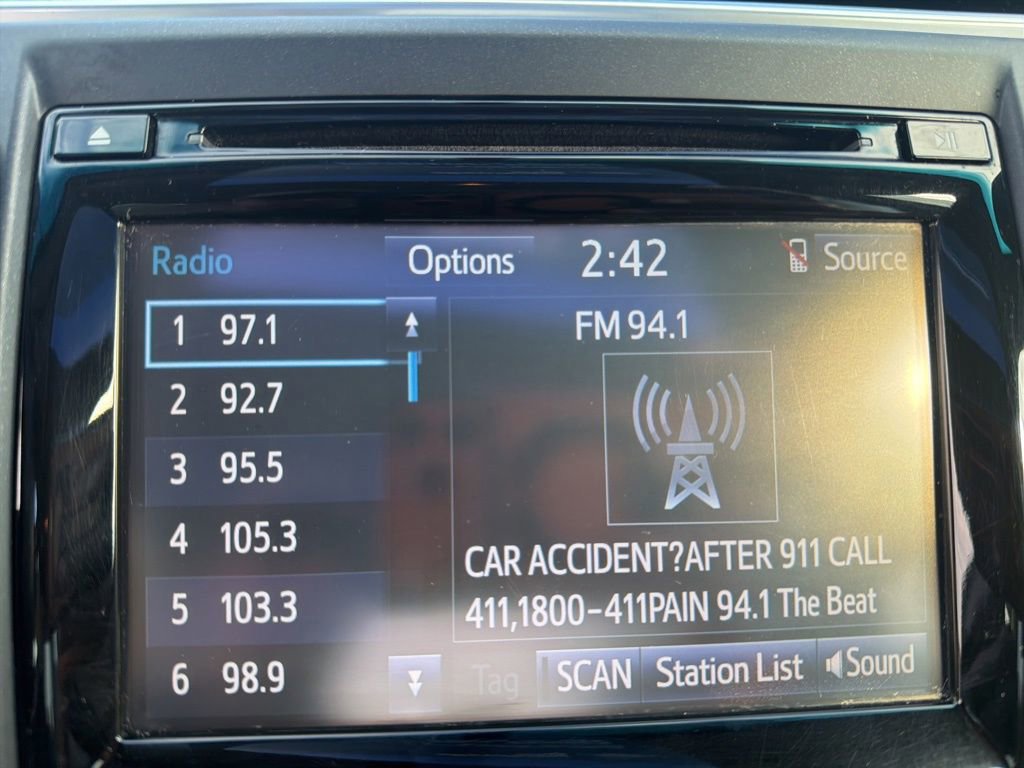 Radio Options 2:42 Source
1 97.1
2 92.7
3 95.5
4 105.3
5 103.3
6 98.9
FM 94.1
CAR ACCIDENT?AFTER 911 CALL
411,1800-411PAIN 94.1 The Beat
Tag SCAN Station List Sound